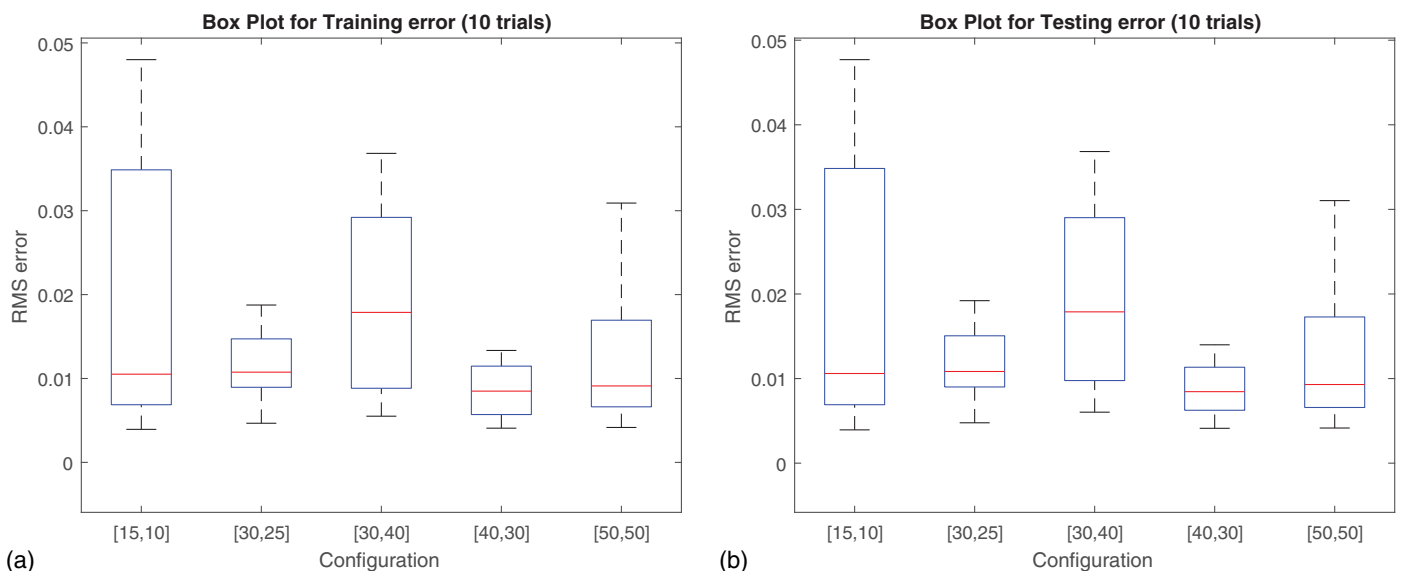 Box Plot for Training error (10 trials)
0.05
0.04
0.03
0.02
0.01
0
RMS error
[15,10] [30,25] [30,40] [40,30] [50,50]
Configuration
(a)
Box Plot for Testing error (10 trials)
0.05
0.04
0.03
0.02
0.01
0
RMS error
[15,10] [30,25] [30,40] [40,30] [50,50]
Configuration
(b)